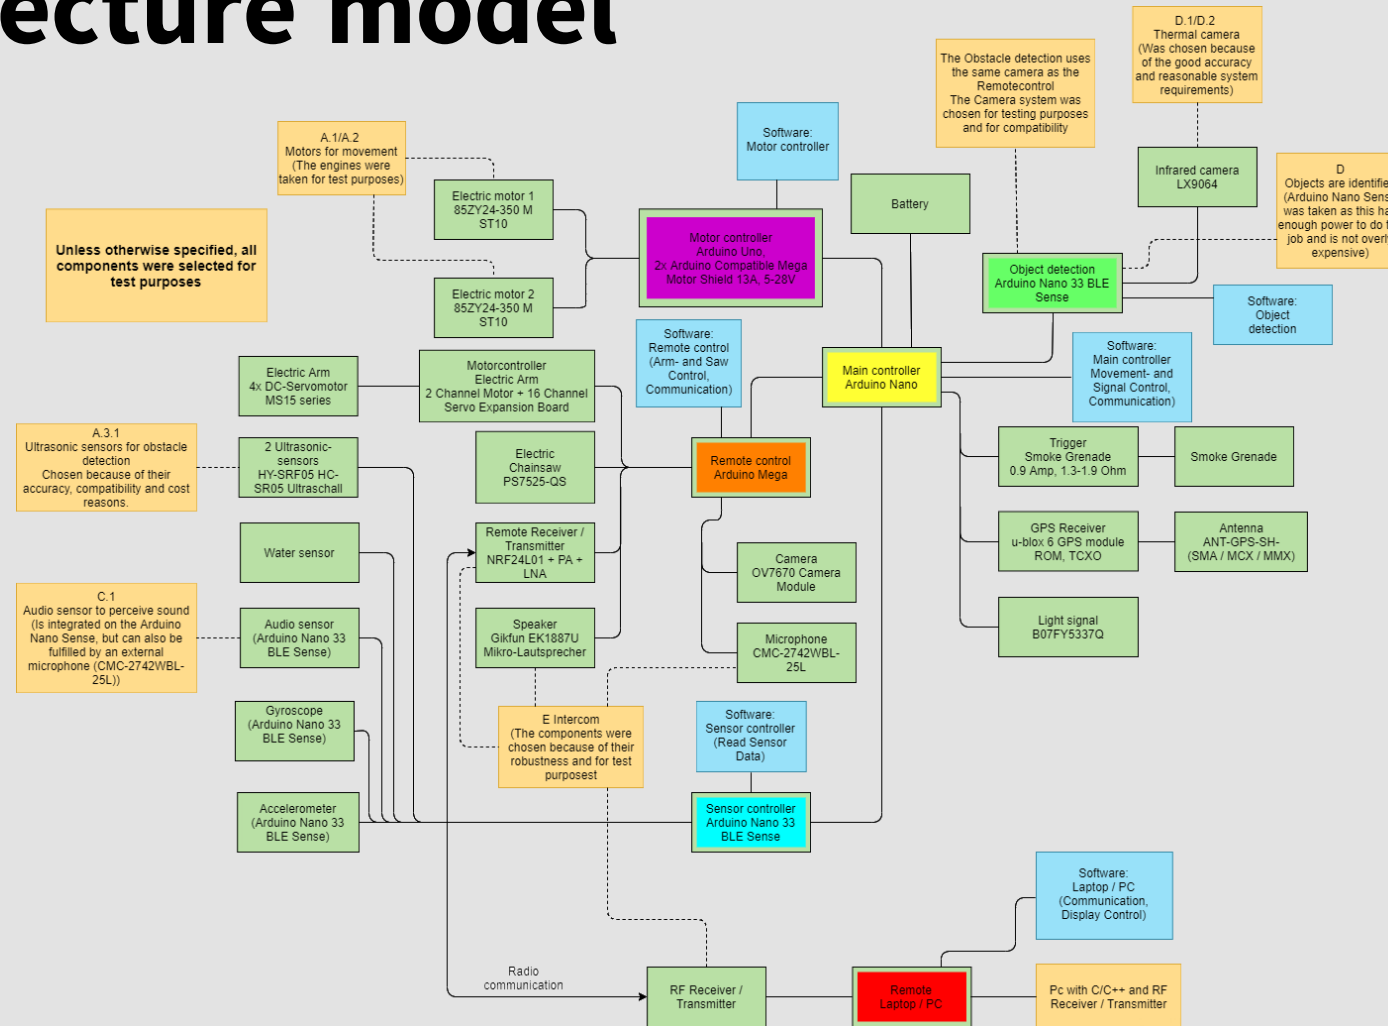 ecture model
D.1/D.2
Thermal camera
(Was chosen because
of the good accuracy
and reasonable system
requirements)
The Obstacle detection uses
the same camera as the
Remotecontrol
The Camera system was
chosen for testing purposes
and for compatibility
Software:
Motor controller
A.1/A.2
Motors for movement
(The engines were
taken for test purposes)
Infrared camera
LX9064
D
Objects are identifie
(Arduino Nano Sens
was taken as this ha
enough power to do t
job and is not overl
expensive)
Electric motor 1
85ZY24-350 M
ST10
Battery
Unless otherwise specified, all
components were selected for
test purposes
Motor controller
Arduino Uno,
2x Arduino Compatible Mega
Motor Shield 13A, 5-28V
Object detection
Arduino Nano 33 BLE
Sense
Electric motor 2
85ZY24-350 M
ST10
Software:
Object
detection
Software:
Remote control
(Arm- and Saw
Control,
Communication)
Software:
Main controller
Movement- and
Signal Control,
Communication)
Electric Arm
4x DC-Servomotor
MS15 series
Motorcontroller
Electric Arm
2 Channel Motor + 16 Channel
Servo Expansion Board
Main controller
Arduino Nano
A.3.1
Ultrasonic sensors for obstacle
detection
Chosen because of their
accuracy, compatibility and cost
reasons.
2 Ultrasonic-
sensors
HY-SRF05 HC-
SR05 Ultraschall
Electric
Chainsaw
PS7525-QS
Remote control
Arduino Mega
Trigger
Smoke Grenade
0.9 Amp, 1.3-1.9 Ohm
Smoke Grenade
Water sensor
Remote Receiver /
Transmitter
NRF24L01 + PA +
LNA
Camera
OV7670 Camera
Module
GPS Receiver
u-blox 6 GPS module
ROM, TCXO
Antenna
ANT-GPS-SH-
(SMA / MCX / MMX)
C.1
Audio sensor to perceive sound
(Is integrated on the Arduino
Nano Sense, but can also be
fulfilled by an external
microphone (CMC-2742WBL-
25L))
Audio sensor
(Arduino Nano 33
BLE Sense)
Speaker
Gikfun EK1887U
Mikro-Lautsprecher
Microphone
CMC-2742WBL-
25L
Light signal
B07FY5337Q
Gyroscope
(Arduino Nano 33
BLE Sense)
E Intercom
(The components were
chosen because of their
robustness and for test
purposest
Software:
Sensor controller
(Read Sensor
Data)
Accelerometer
(Arduino Nano 33
BLE Sense)
Sensor controller
Arduino Nano 33
BLE Sense
Software:
Laptop / PC
(Communication,
Display Control)
Radio
communication
RF Receiver /
Transmitter
Remote
Laptop / PC
Pc with C/C++ and RF
Receiver / Transmitter